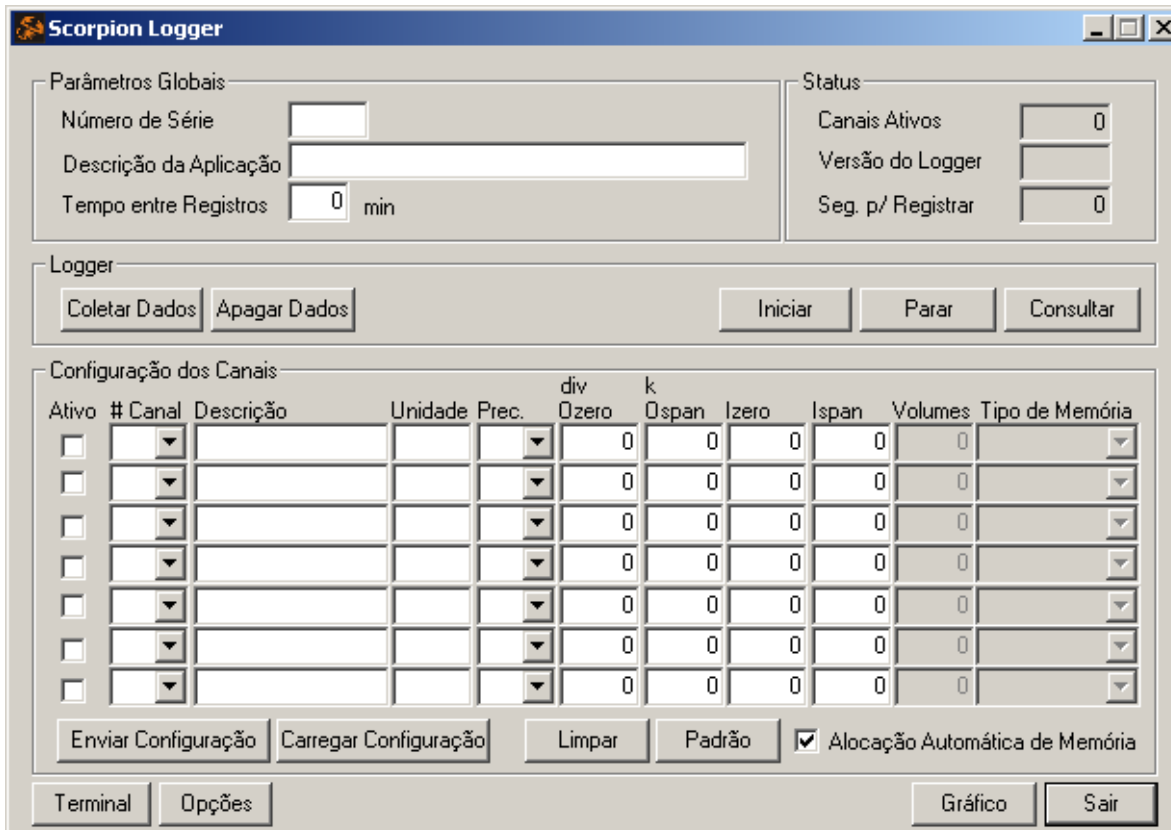 Scorpion Logger
Parâmetros Globais
Número de Série
Descrição da Aplicação
Tempo entre Registros 0 min
Status
Canais Ativos 0
Versão do Logger
Seg. p/ Registrar 0
Logger
Coletar Dados Apagar Dados Iniciar Parar Consultar
Configuração dos Canais
div k
Ativo # Canal Descrição Unidade Prec. Ozero Ospan Izero Ispan Volumes Tipo de Memória
0 0 0 0 0
0 0 0 0 0
0 0 0 0 0
0 0 0 0 0
0 0 0 0 0
0 0 0 0 0
0 0 0 0 0
Enviar Configuração Carregar Configuração Limpar Padrão Alocação Automática de Memória
Terminal Opções Gráfico Sair